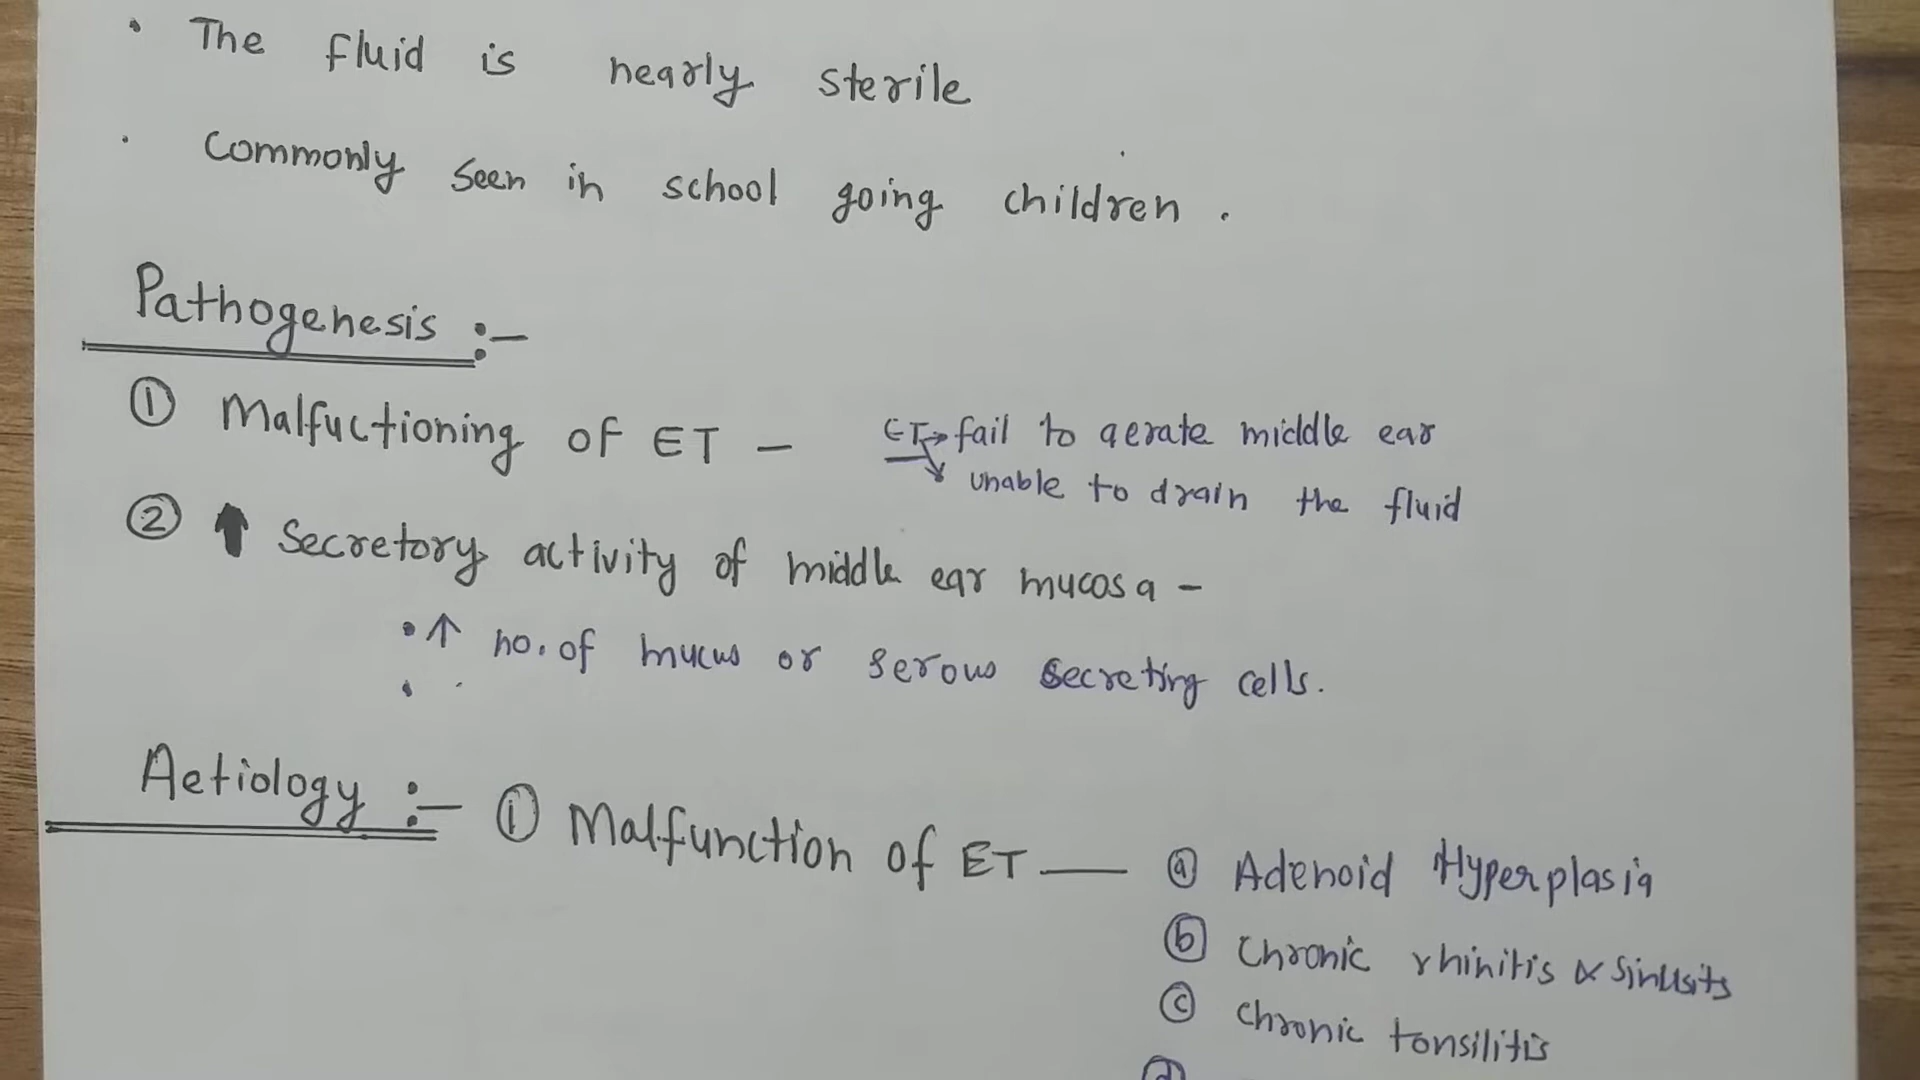 • The fluid is nearly sterile
• Commonly seen in school going children.
Pathogenesis :-
① Malfuctioning of ET - ET → fail to aerate middle ear
↘ unable to drain the fluid
② ↑ Secretory activity of middle ear mucosa -
• ↑ no. of mucus or serous secreting cells.
•
Aetiology :- ① Malfunction of ET — ⓐ Adenoid Hyperplasia
ⓑ Chronic rhinitis & Sinusits
ⓒ Chronic tonsilitis
ⓓ